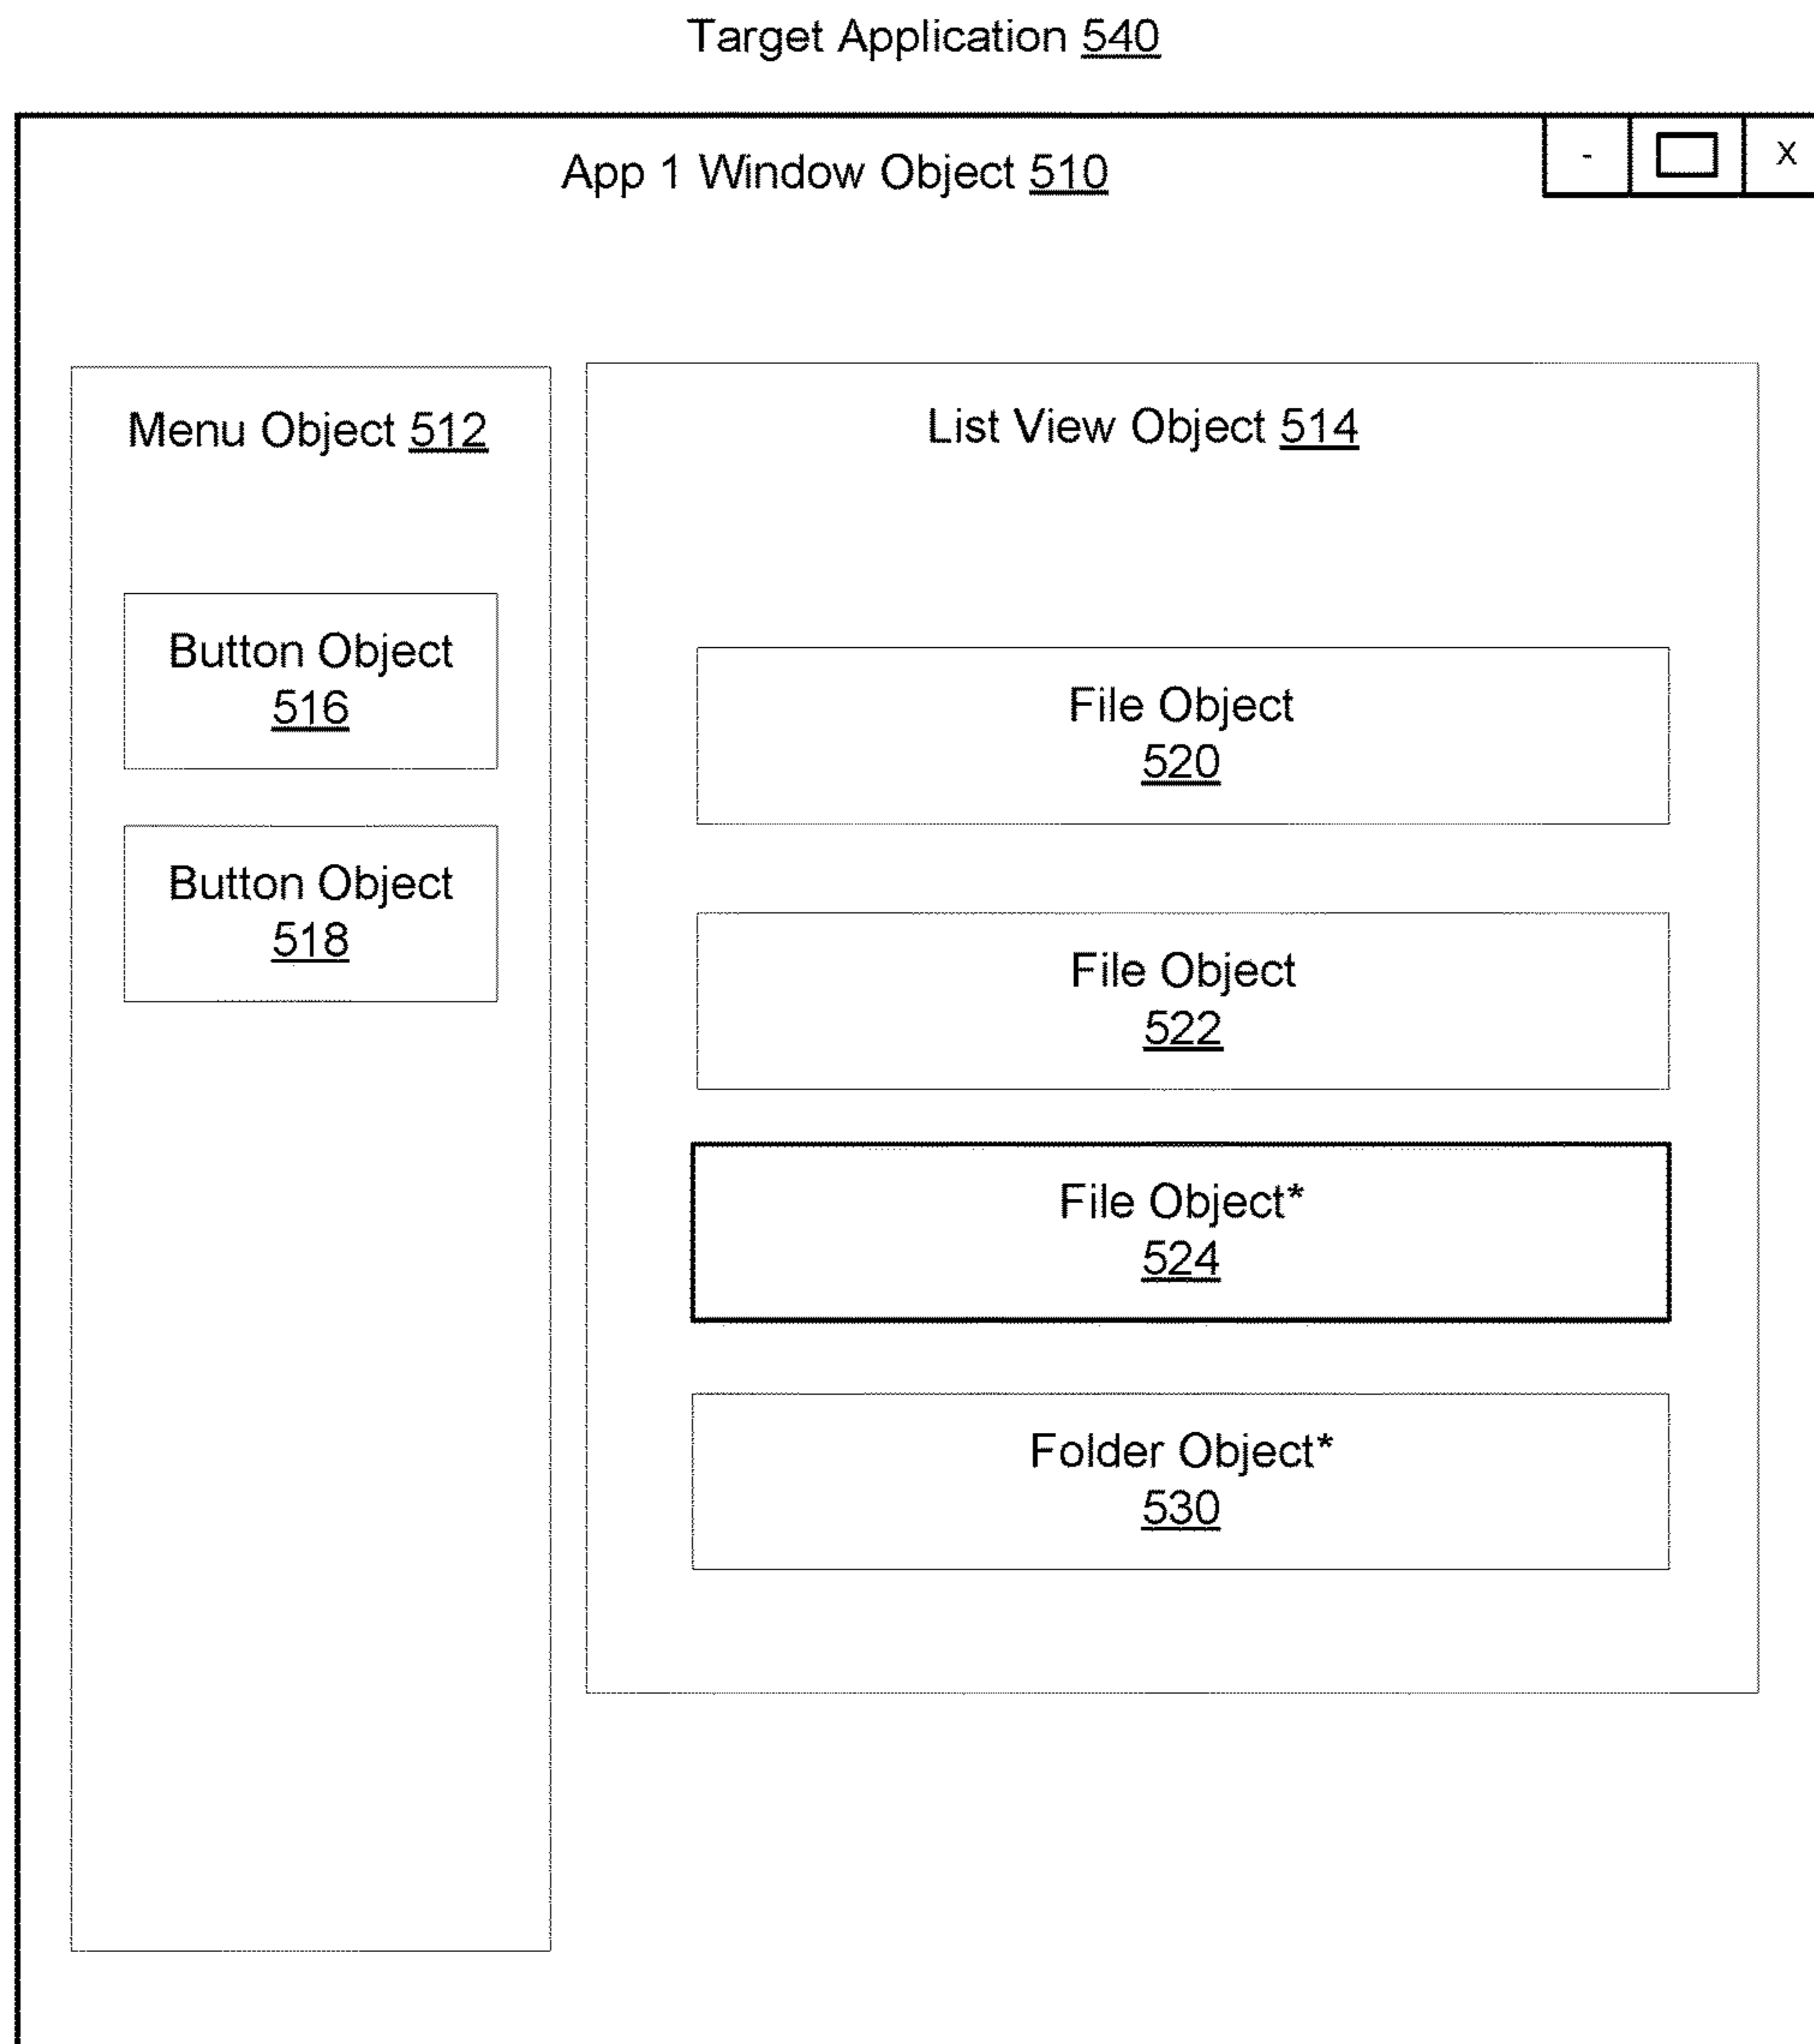 Target Application 540
App 1 Window Object 510
- X
Menu Object 512
Button Object
516
Button Object
518
List View Object 514
File Object
520
File Object
522
File Object*
524
Folder Object*
530